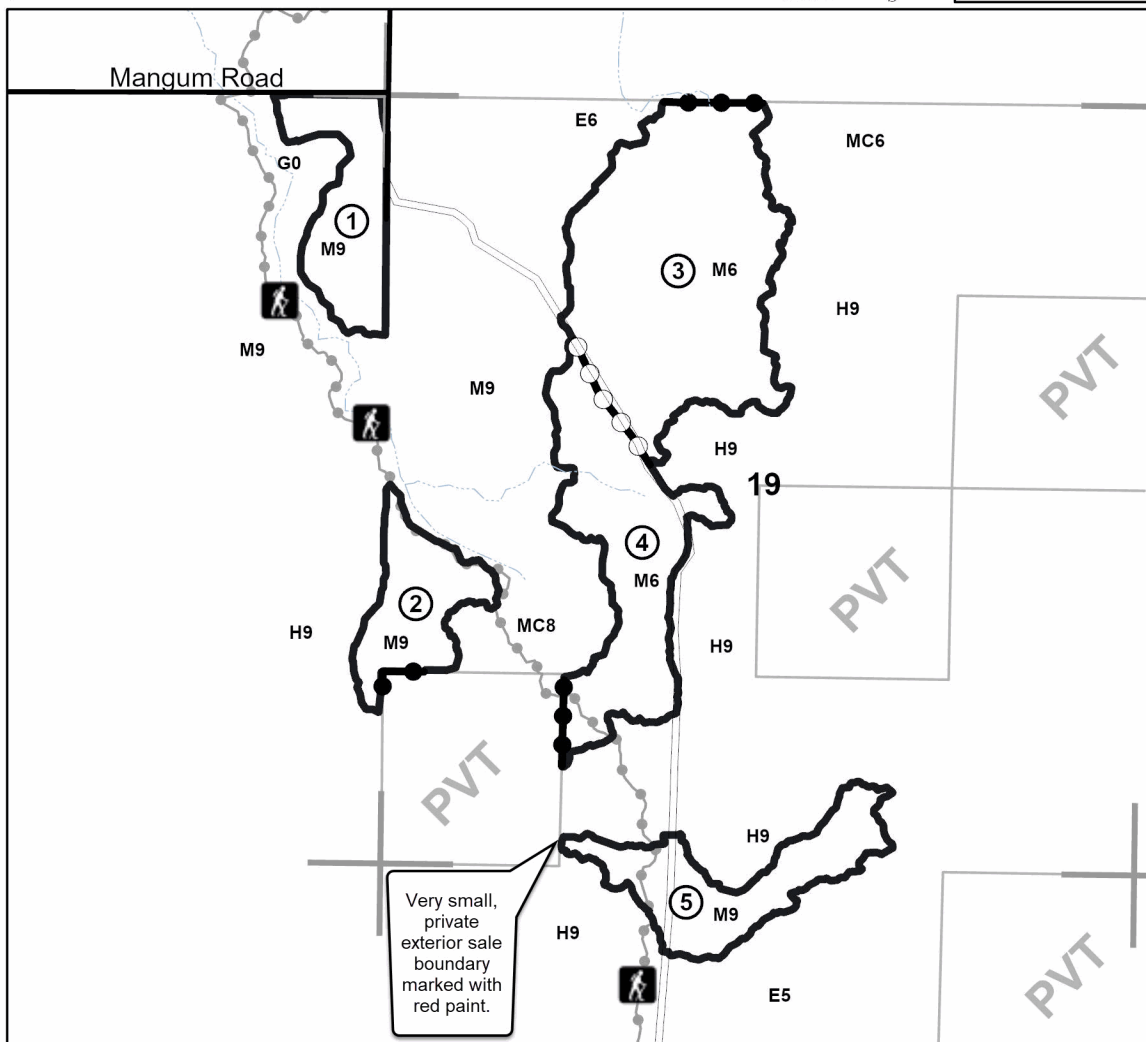 Mangum Road
E6
MC6
G0
1
M9
3
M6
H9
M9
PVT
M9
H9
19
4
M6
PVT
2
MC8
H9
M9
H9
PVT
H9
Very small,
private
exterior sale
boundary
marked with
red paint.
5
M9
H9
E5
PVT